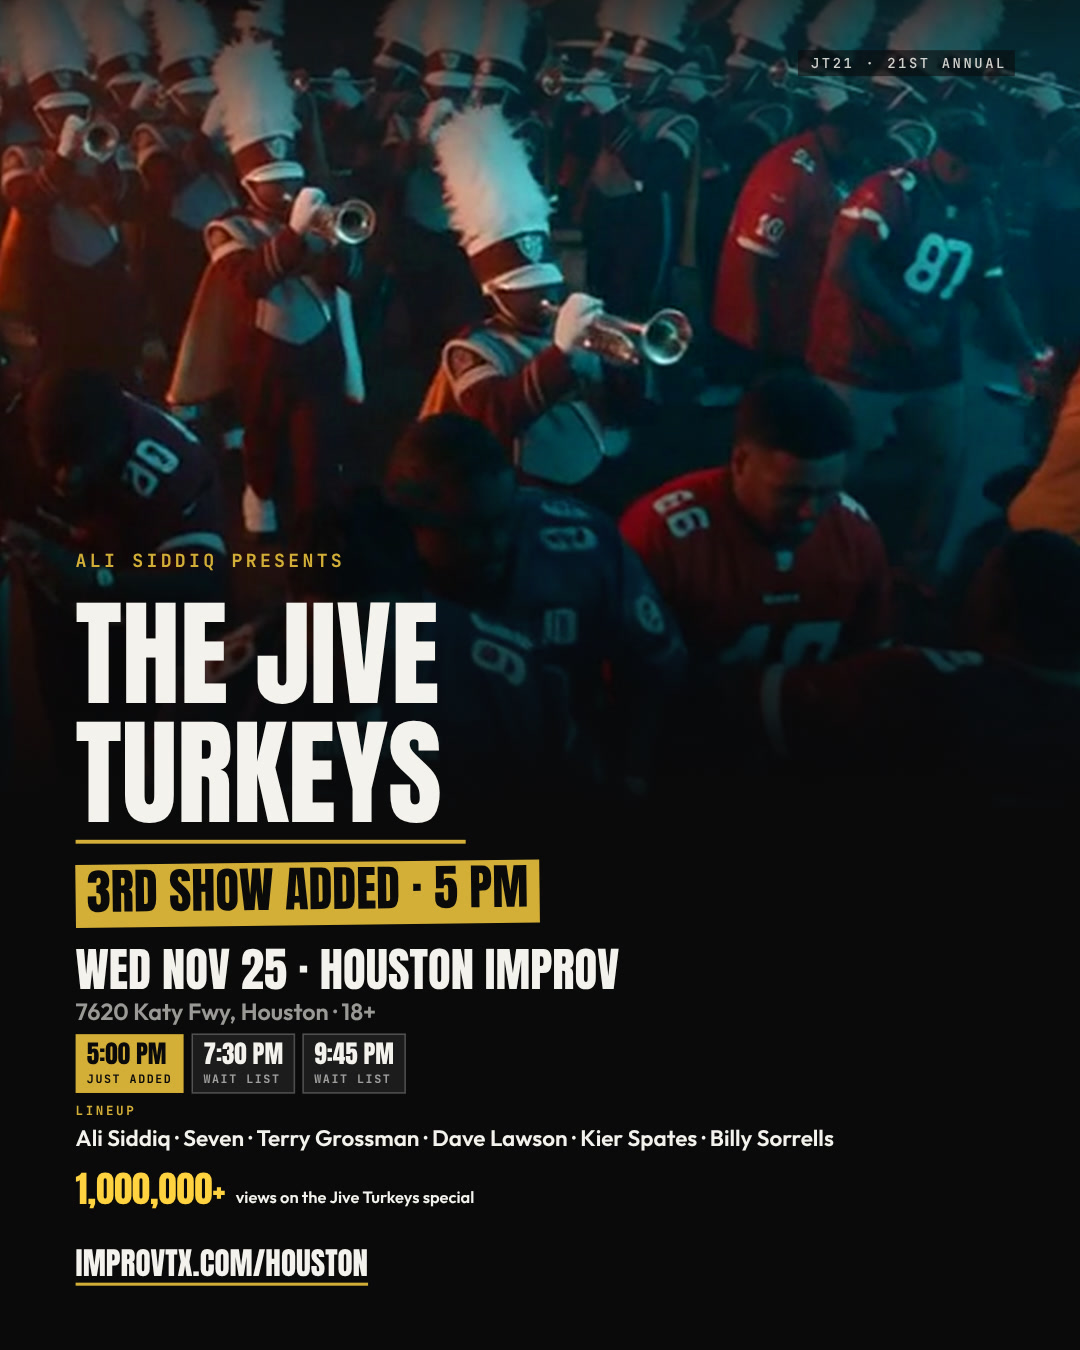 JT21 · 21ST ANNUAL
87
66
ALI SIDDIQ PRESENTS
THE JIVE
TURKEYS
3RD SHOW ADDED · 5 PM
WED NOV 25 · HOUSTON IMPROV
7620 Katy Fwy, Houston · 18+
5:00 PM
JUST ADDED
7:30 PM
WAIT LIST
9:45 PM
WAIT LIST
LINEUP
Ali Siddiq · Seven · Terry Grossman · Dave Lawson · Kier Spates · Billy Sorrells
1,000,000+ views on the Jive Turkeys special
IMPROVTX.COM/HOUSTON